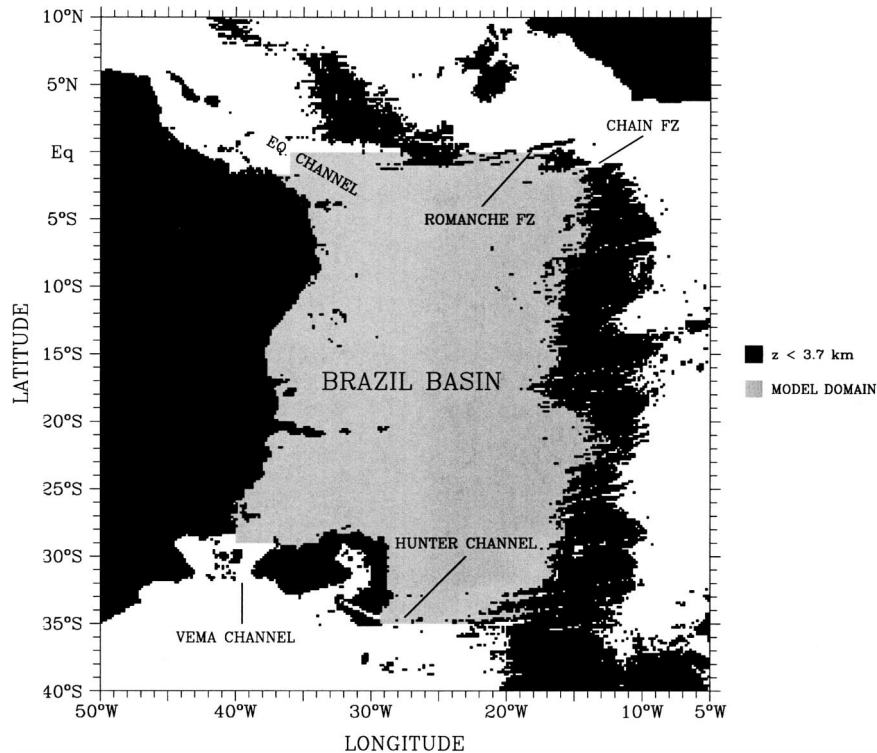 10°N
5°N
Eq
5°S
10°S
15°S
20°S
25°S
30°S
35°S
40°S
LATITUDE
EQ. CHANNEL
CHAIN FZ
ROMANCHE FZ
BRAZIL BASIN
HUNTER CHANNEL
VEMA CHANNEL
z < 3.7 km
MODEL DOMAIN
50°W
40°W
30°W
20°W
10°W
5°W
LONGITUDE